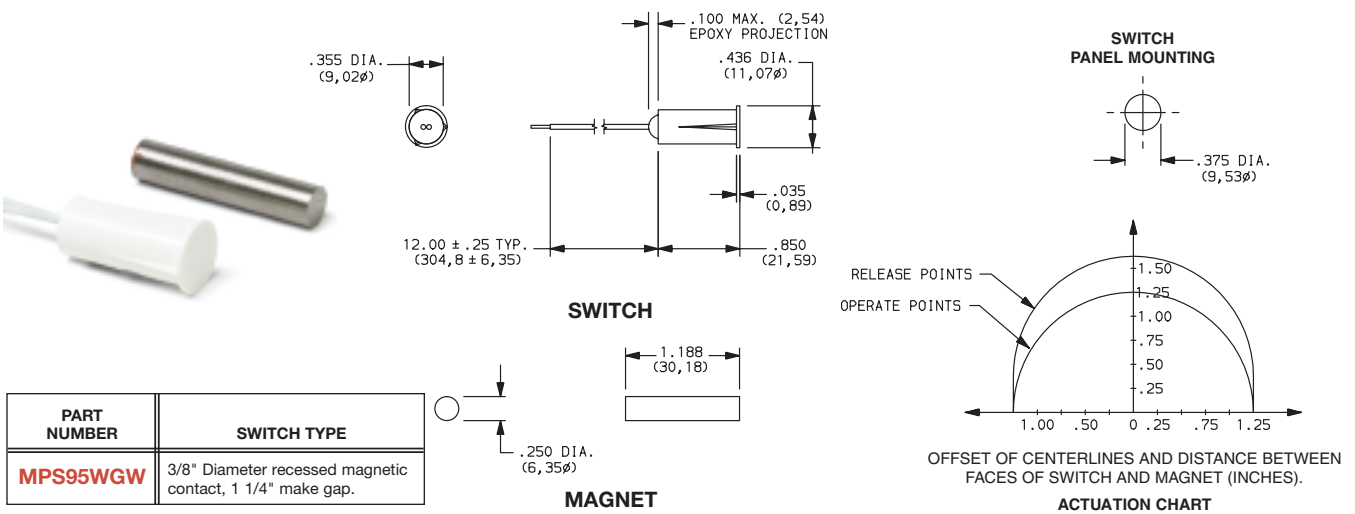 .100 MAX. (2,54)
EPOXY PROJECTION
.355 DIA.
(9,02ø)
.436 DIA.
(11,07ø)
∞
.035
(0,89)
12.00 ± .25 TYP.
(304,8 ± 6,35)
.850
(21,59)
SWITCH
1.188
(30,18)
.250 DIA.
(6,35ø)
MAGNET
PART
NUMBER
SWITCH TYPE
MPS95WGW
3/8" Diameter recessed magnetic
contact, 1 1/4" make gap.
SWITCH
PANEL MOUNTING
.375 DIA.
(9,53ø)
RELEASE POINTS
OPERATE POINTS
1.50
1.25
1.00
.75
.50
.25
1.00 .50 0 .25 .75 1.25
OFFSET OF CENTERLINES AND DISTANCE BETWEEN
FACES OF SWITCH AND MAGNET (INCHES).
ACTUATION CHART